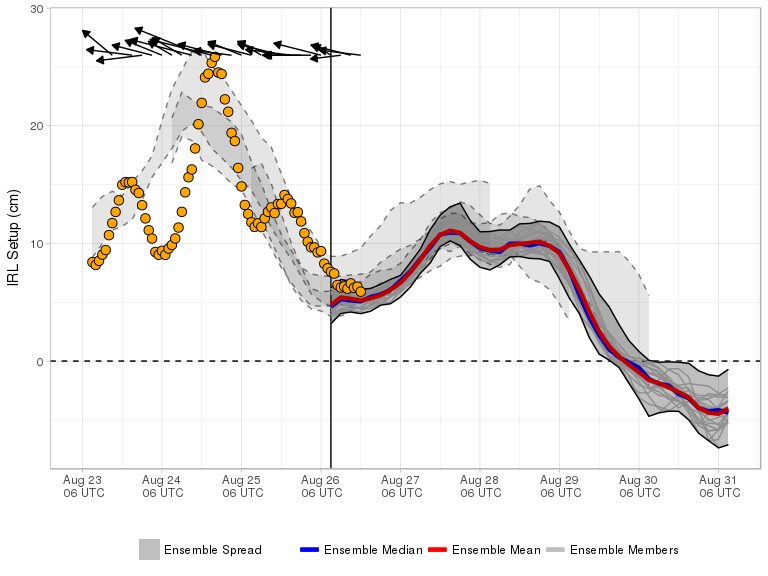 30
20
10
0
IRL Setup (cm)
Aug 23 Aug 24 Aug 25 Aug 26 Aug 27 Aug 28 Aug 29 Aug 30 Aug 31
06 UTC 06 UTC 06 UTC 06 UTC 06 UTC 06 UTC 06 UTC 06 UTC 06 UTC
Ensemble Spread Ensemble Median Ensemble Mean Ensemble Members